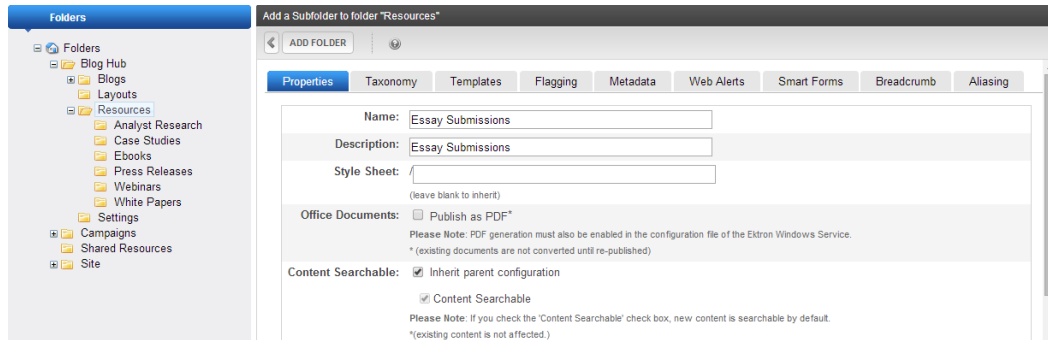 Folders
Folders
Blog Hub
Blogs
Layouts
Resources
Analyst Research
Case Studies
Ebooks
Press Releases
Webinars
White Papers
Settings
Campaigns
Shared Resources
Site
Add a Subfolder to folder "Resources"
ADD FOLDER
Properties Taxonomy Templates Flagging Metadata Web Alerts Smart Forms Breadcrumb Aliasing
Name: Essay Submissions
Description: Essay Submissions
Style Sheet: /
(leave blank to inherit)
Office Documents: Publish as PDF*
Please Note: PDF generation must also be enabled in the configuration file of the Ektron Windows Service.
* (existing documents are not converted until re-published)
Content Searchable: Inherit parent configuration
Content Searchable
Please Note: If you check the 'Content Searchable' check box, new content is searchable by default.
*(existing content is not affected.)